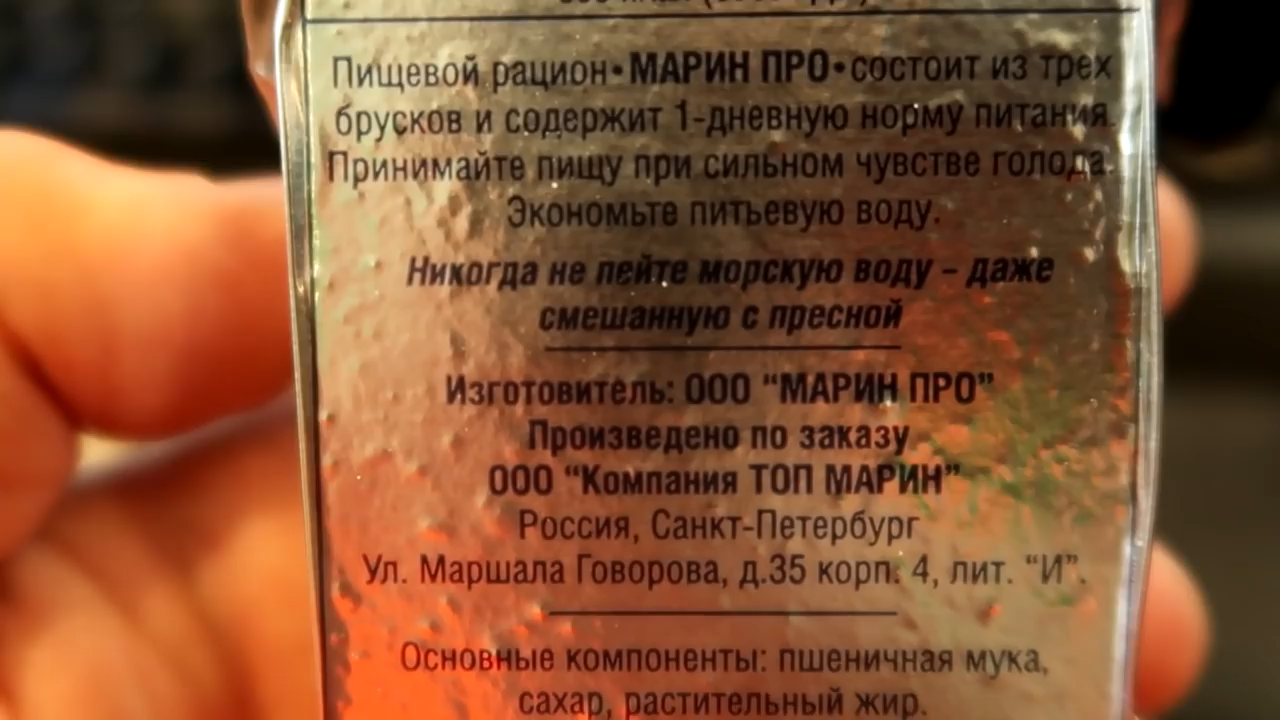 Пищевой рацион•МАРИН ПРО•состоит из трех
брусков и содержит 1-дневную норму питания.
Принимайте пищу при сильном чувстве голода.
Экономьте питьевую воду.
Никогда не пейте морскую воду – даже
смешанную с пресной
Изготовитель: ООО "МАРИН ПРО"
Произведено по заказу
ООО "Компания ТОП МАРИН"
Россия, Санкт-Петербург
Ул. Маршала Говорова, д.35 корп. 4, лит. "И".
Основные компоненты: пшеничная мука,
сахар, растительный жир.